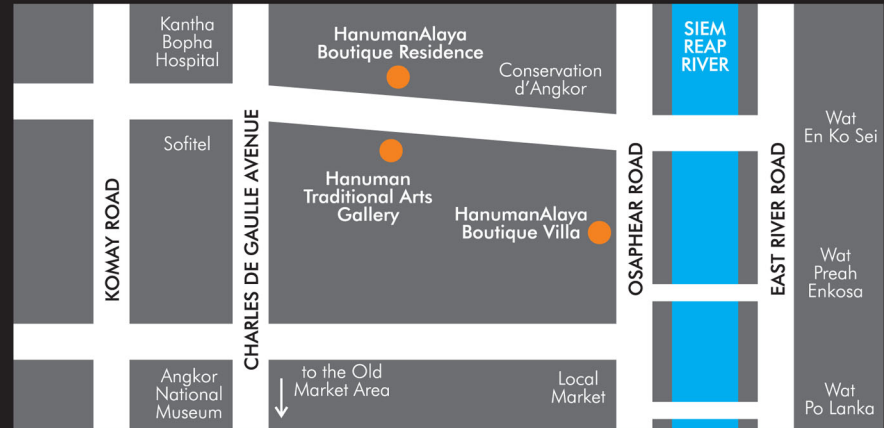 Kantha
Bopha
Hospital
HanumanAlaya
Boutique Residence
Conservation
d'Angkor
SIEM
REAP
RIVER
Wat
En Ko Sei
Sofitel
Hanuman
Traditional Arts
Gallery
HanumanAlaya
Boutique Villa
KOMAY ROAD
CHARLES DE GAULLE AVENUE
OSAPHEAR ROAD
EAST RIVER ROAD
Wat
Preah
Enkosa
Angkor
National
Museum
to the Old
Market Area
Local
Market
Wat
Po Lanka